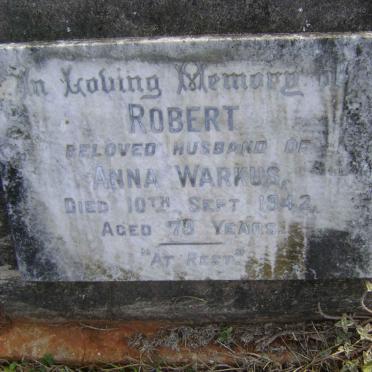 In Loving Memory of
ROBERT
BELOVED HUSBAND OF
ANNA WARKUS,
DIED 10TH SEPT 1942,
AGED 75 YEARS
"AT REST"